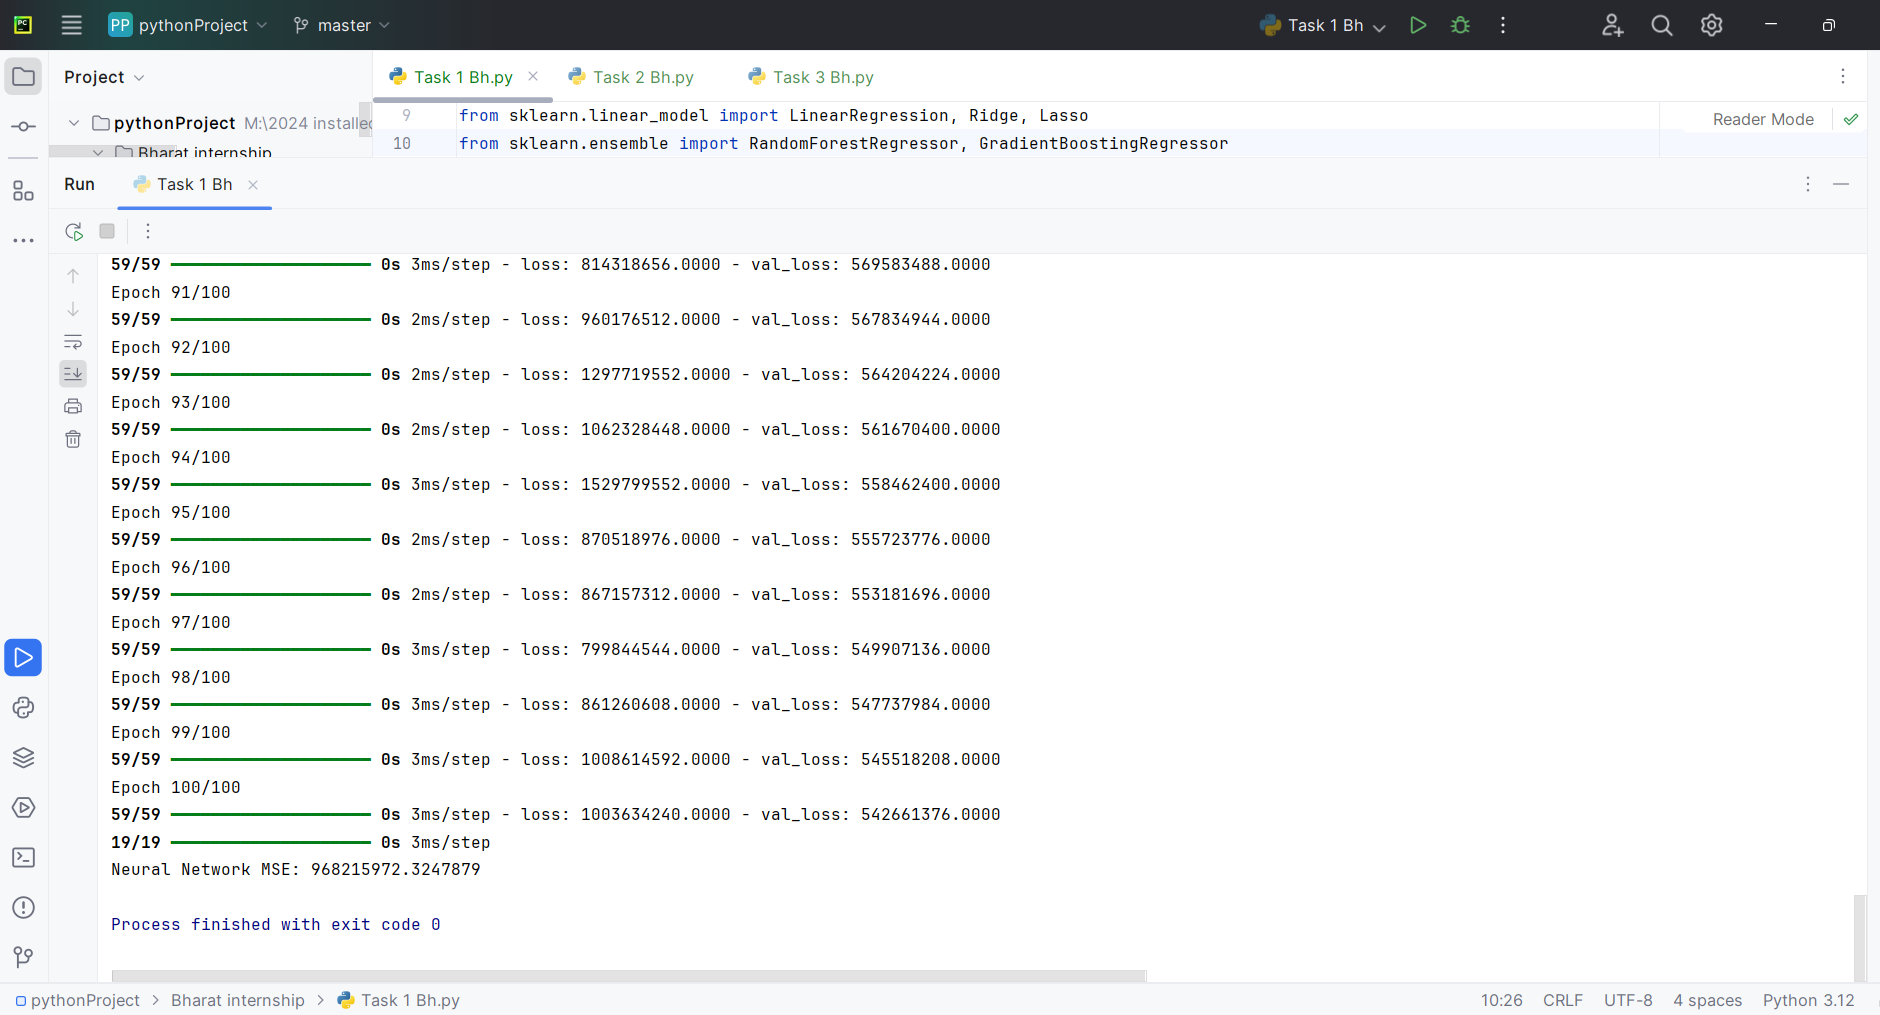 PC
PP pythonProject master Task 1 Bh
Project
Task 1 Bh.py Task 2 Bh.py Task 3 Bh.py
pythonProject M:\2024 installed
Bharat internship
9 from sklearn.linear_model import LinearRegression, Ridge, Lasso
Reader Mode
10 from sklearn.ensemble import RandomForestRegressor, GradientBoostingRegressor
Run Task 1 Bh
59/59 0s 3ms/step - loss: 814318656.0000 - val_loss: 569583488.0000
Epoch 91/100
59/59 0s 2ms/step - loss: 960176512.0000 - val_loss: 567834944.0000
Epoch 92/100
59/59 0s 2ms/step - loss: 1297719552.0000 - val_loss: 564204224.0000
Epoch 93/100
59/59 0s 2ms/step - loss: 1062328448.0000 - val_loss: 561670400.0000
Epoch 94/100
59/59 0s 3ms/step - loss: 1529799552.0000 - val_loss: 558462400.0000
Epoch 95/100
59/59 0s 2ms/step - loss: 870518976.0000 - val_loss: 555723776.0000
Epoch 96/100
59/59 0s 2ms/step - loss: 867157312.0000 - val_loss: 553181696.0000
Epoch 97/100
59/59 0s 3ms/step - loss: 799844544.0000 - val_loss: 549907136.0000
Epoch 98/100
59/59 0s 3ms/step - loss: 861260608.0000 - val_loss: 547737984.0000
Epoch 99/100
59/59 0s 3ms/step - loss: 1008614592.0000 - val_loss: 545518208.0000
Epoch 100/100
59/59 0s 3ms/step - loss: 1003634240.0000 - val_loss: 542661376.0000
19/19 0s 3ms/step
Neural Network MSE: 968215972.3247879
Process finished with exit code 0
pythonProject > Bharat internship > Task 1 Bh.py 10:26 CRLF UTF-8 4 spaces Python 3.12